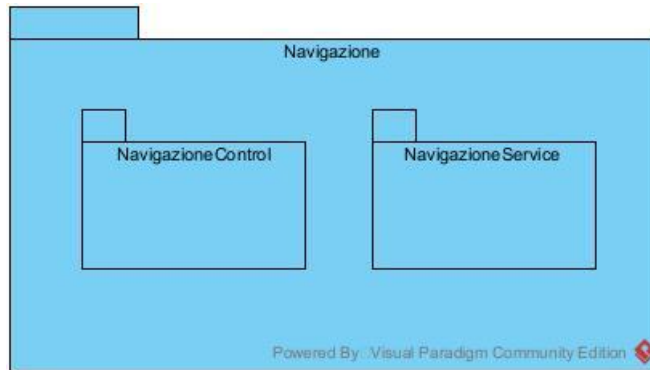 Navigazione
NavigazioneControl
NavigazioneService
Powered By Visual Paradigm Community Edition